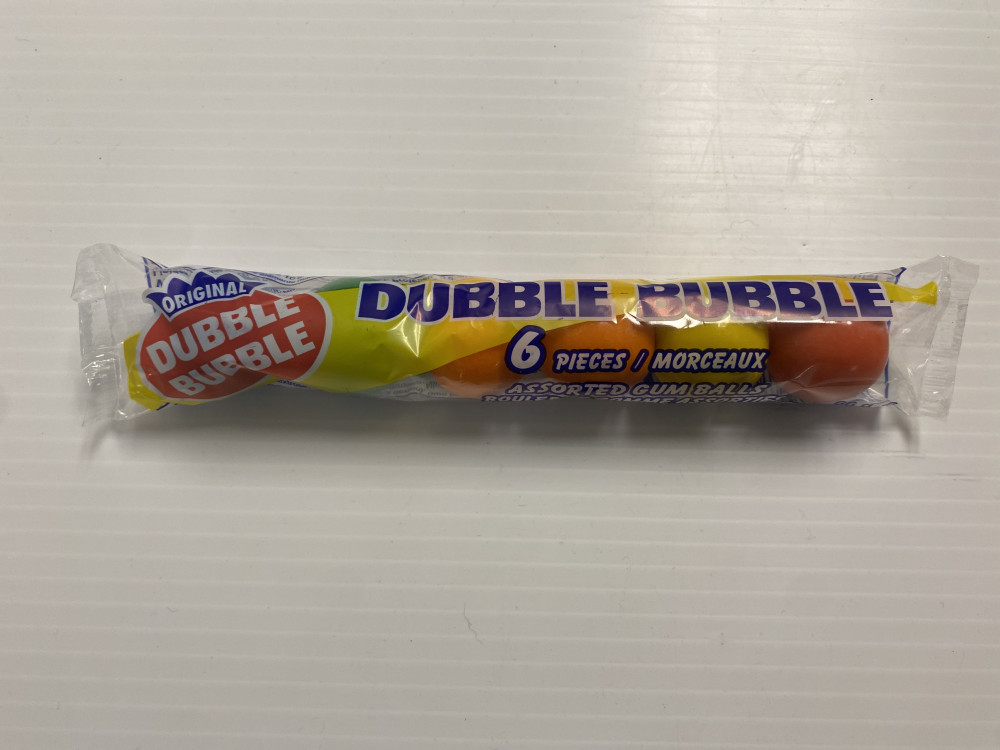 ORIGINAL
DUBBLE
BUBBLE
DUBBLE BUBBLE
6 PIECES / MORCEAUX
ASSORTED GUM BALLS